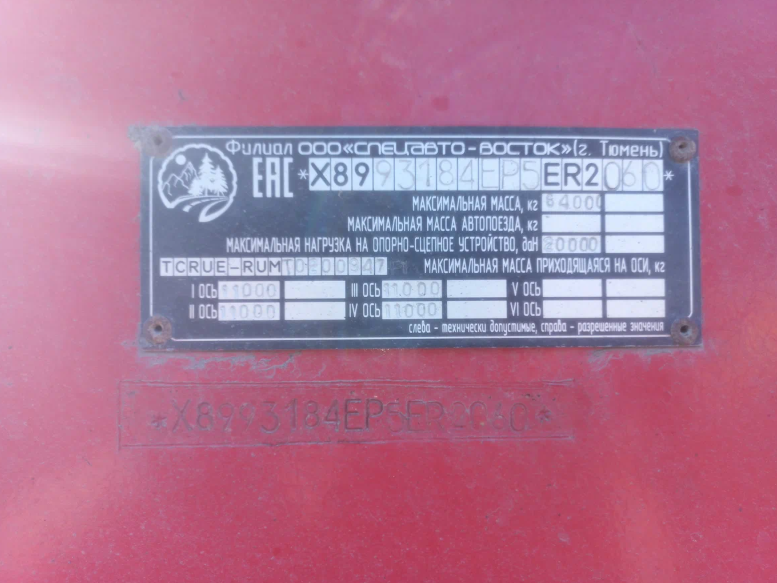 Филиал ООО «СПЕЦАВТО-ВОСТОК» (г. Тюмень)
ЕАС *X8993184EP5ER2060*
МАКСИМАЛЬНАЯ МАССА, кг 64000
МАКСИМАЛЬНАЯ МАССА АВТОПОЕЗДА, кг
МАКСИМАЛЬНАЯ НАГРУЗКА НА ОПОРНО-СЦЕПНОЕ УСТРОЙСТВО, даН 20000
TCRUE-RUMT0200947 МАКСИМАЛЬНАЯ МАССА ПРИХОДЯЩАЯСЯ НА ОСИ, кг
I ОСЬ 11000 III ОСЬ 11000 V ОСЬ
II ОСЬ 11000 IV ОСЬ 11000 VI ОСЬ
слева - технически допустимые, справа - разрешенные значения
*X8993184EP5ER2060*